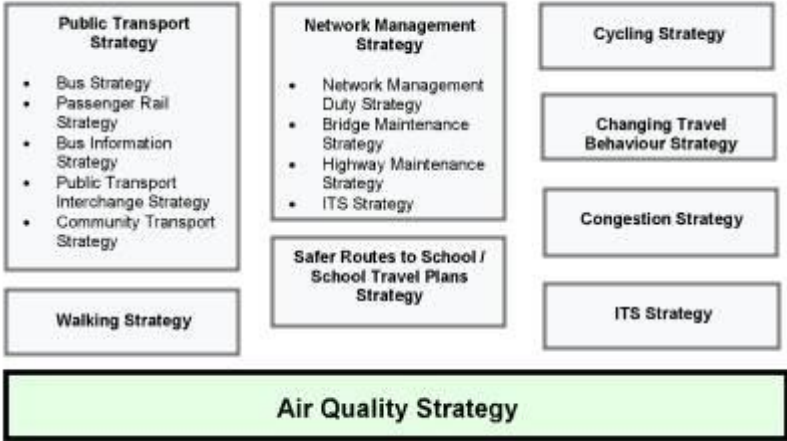 Public Transport
Strategy
• Bus Strategy
• Passenger Rail
Strategy
• Bus Information
Strategy
• Public Transport
Interchange Strategy
• Community Transport
Strategy
Walking Strategy
Network Management
Strategy
• Network Management
Duty Strategy
• Bridge Maintenance
Strategy
• Highway Maintenance
Strategy
• ITS Strategy
Safer Routes to School /
School Travel Plans
Strategy
Cycling Strategy
Changing Travel
Behaviour Strategy
Congestion Strategy
ITS Strategy
Air Quality Strategy